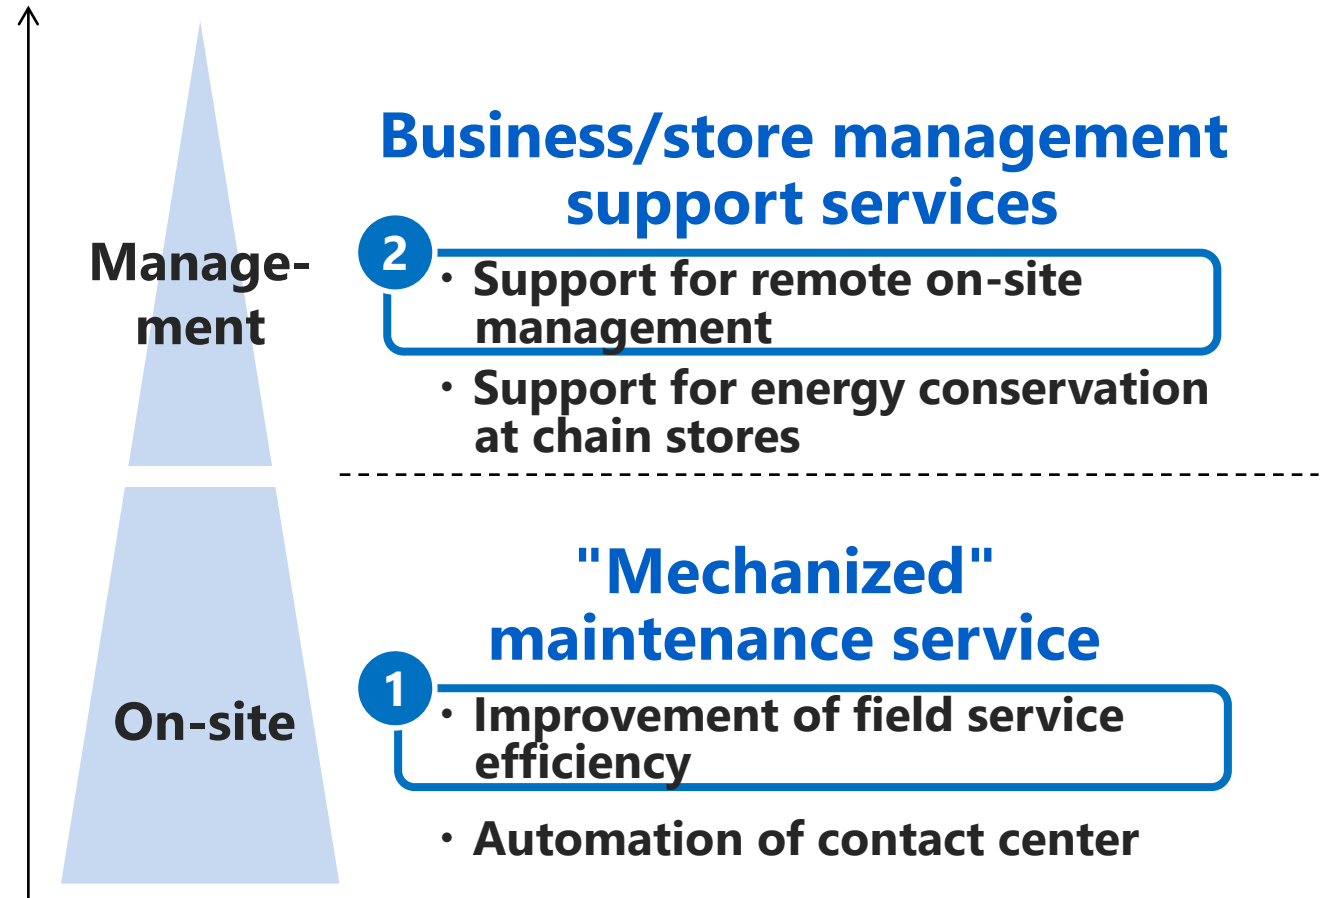 Business/store management
support services
Manage-
ment
2
・Support for remote on-site
management
・Support for energy conservation
at chain stores
"Mechanized"
maintenance service
On-site
1
・Improvement of field service
efficiency
・Automation of contact center